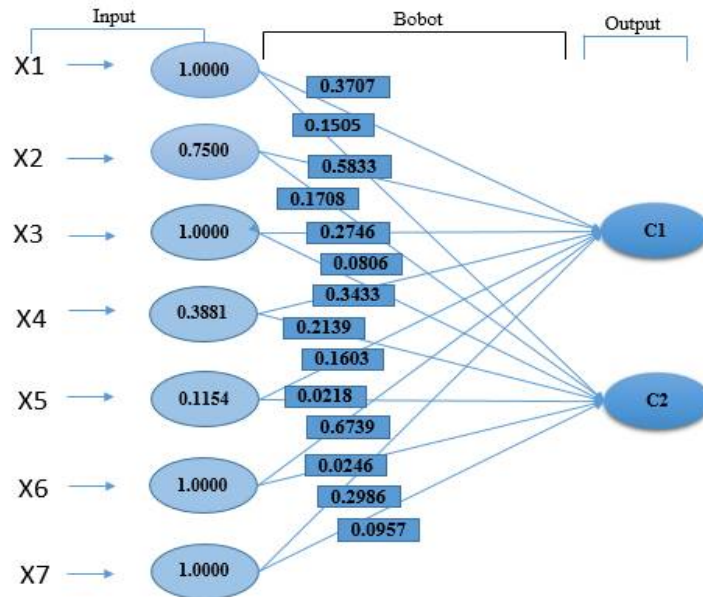 Input
Bobot
Output
X1
1.0000
0.3707
0.1505
X2
0.7500
0.5833
0.1708
X3
1.0000
0.2746
C1
0.0806
X4
0.3881
0.3433
0.2139
0.1603
X5
0.1154
0.0218
C2
0.6739
X6
1.0000
0.0246
0.2986
0.0957
X7
1.0000